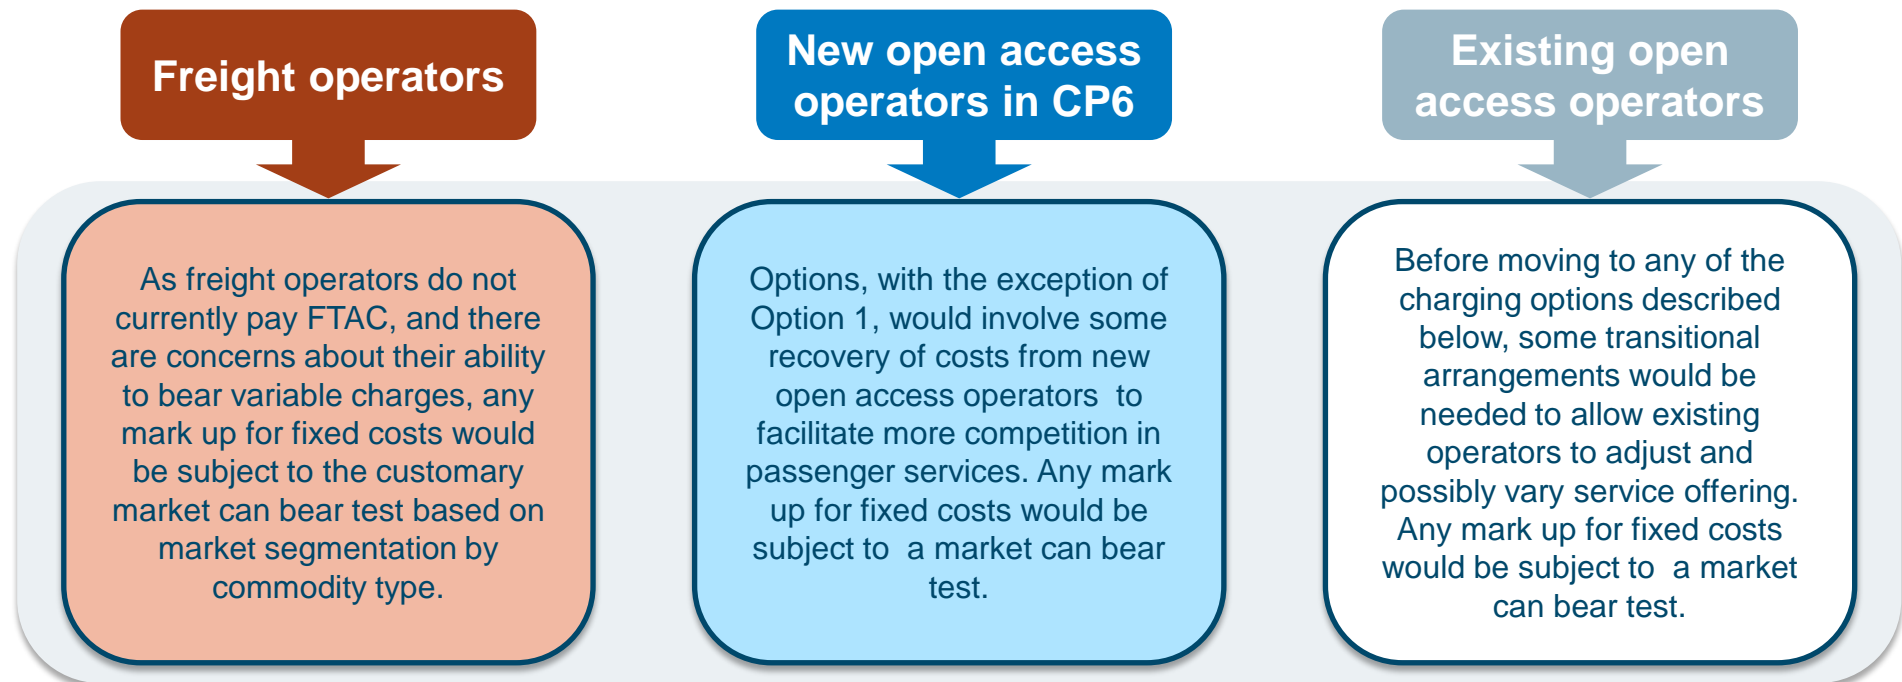 Freight operators
As freight operators do not
currently pay FTAC, and there
are concerns about their ability
to bear variable charges, any
mark up for fixed costs would
be subject to the customary
market can bear test based on
market segmentation by
commodity type.
New open access
operators in CP6
Options, with the exception of
Option 1, would involve some
recovery of costs from new
open access operators  to
facilitate more competition in
passenger services. Any mark
up for fixed costs would be
subject to  a market can bear
test.
Existing open
access operators
Before moving to any of the
charging options described
below, some transitional
arrangements would be
needed to allow existing
operators to adjust and
possibly vary service offering.
Any mark up for fixed costs
would be subject to  a market
can bear test.